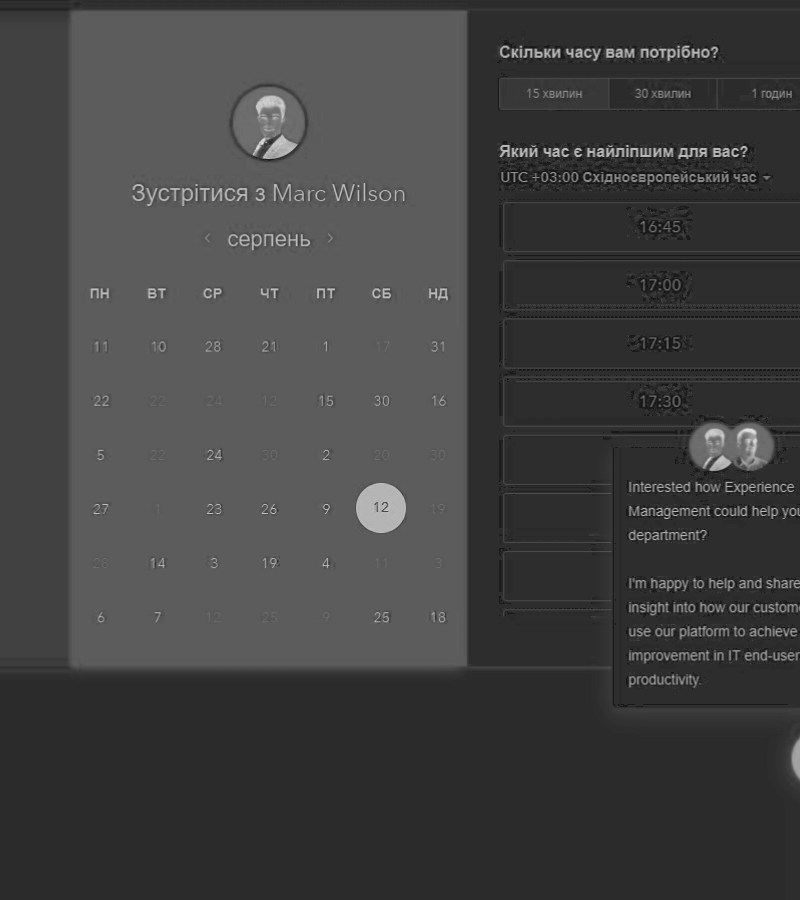 Зустрітися з Marc Wilson
серпень
ПН ВТ СР ЧТ ПТ СБ НД
11 10 28 21 1 17 31
22 22 24 12 15 30 16
5 22 24 30 2 20 30
27 1 23 26 9 12 19
28 14 3 19 4 11 3
6 7 12 25 9 25 18
Скільки часу вам потрібно?
15 хвилин 30 хвилин 1 годин
Який час є найліпшим для вас?
UTC +03:00 Східноєвропейський час
16:45
17:00
17:15
17:30
Interested how Experience
Management could help you
department?
I'm happy to help and share
insight into how our custome
use our platform to achieve
improvement in IT end-user
productivity.